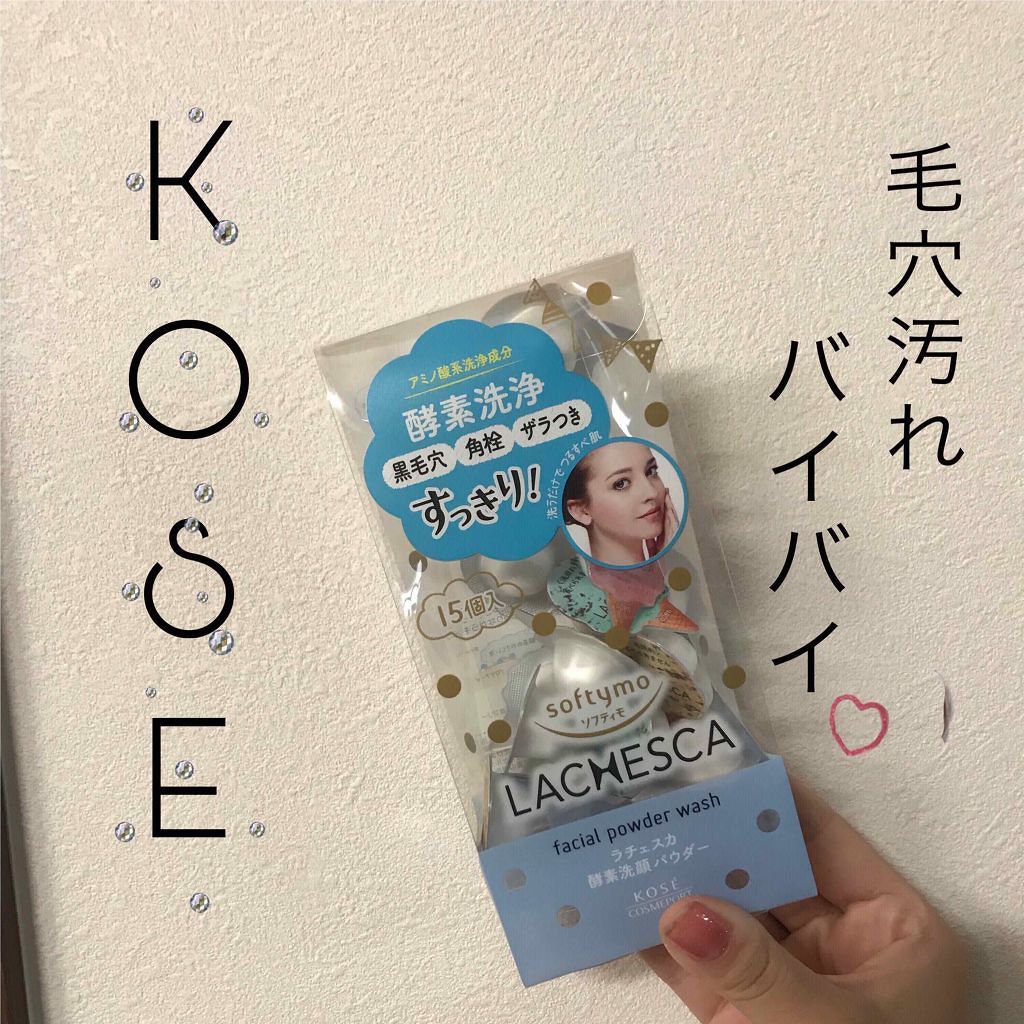 KOSE
毛穴汚れ
バイバイ
アミノ酸系洗浄成分
酵素洗浄
黒毛穴 角栓 ザラつき
すっきり!
洗うだけでつるすべ肌
15個入
softymo
ソフティモ
LACHESCA
facial powder wash
ラチェスカ
酵素洗顔パウダー
KOSÉ
COSMEPORT